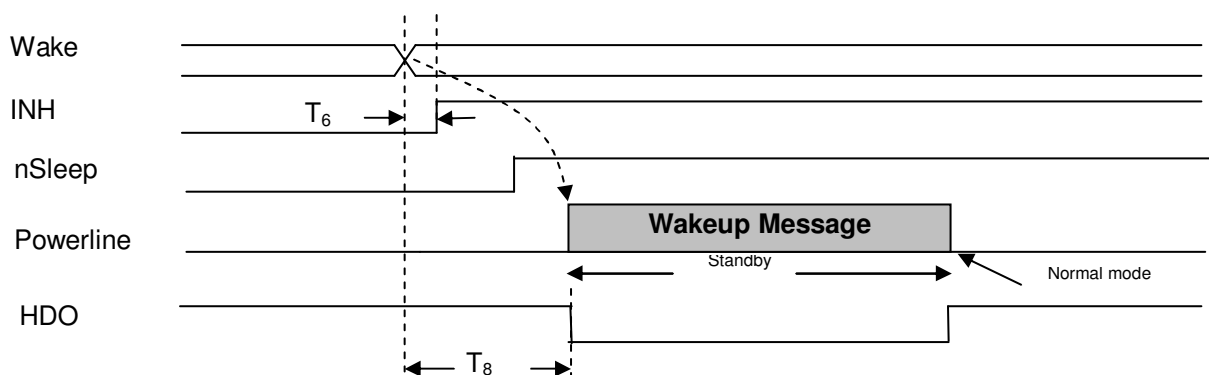 Wake
INH
T6
nSleep
Powerline
Wakeup Message
Standby
Normal mode
HDO
T8